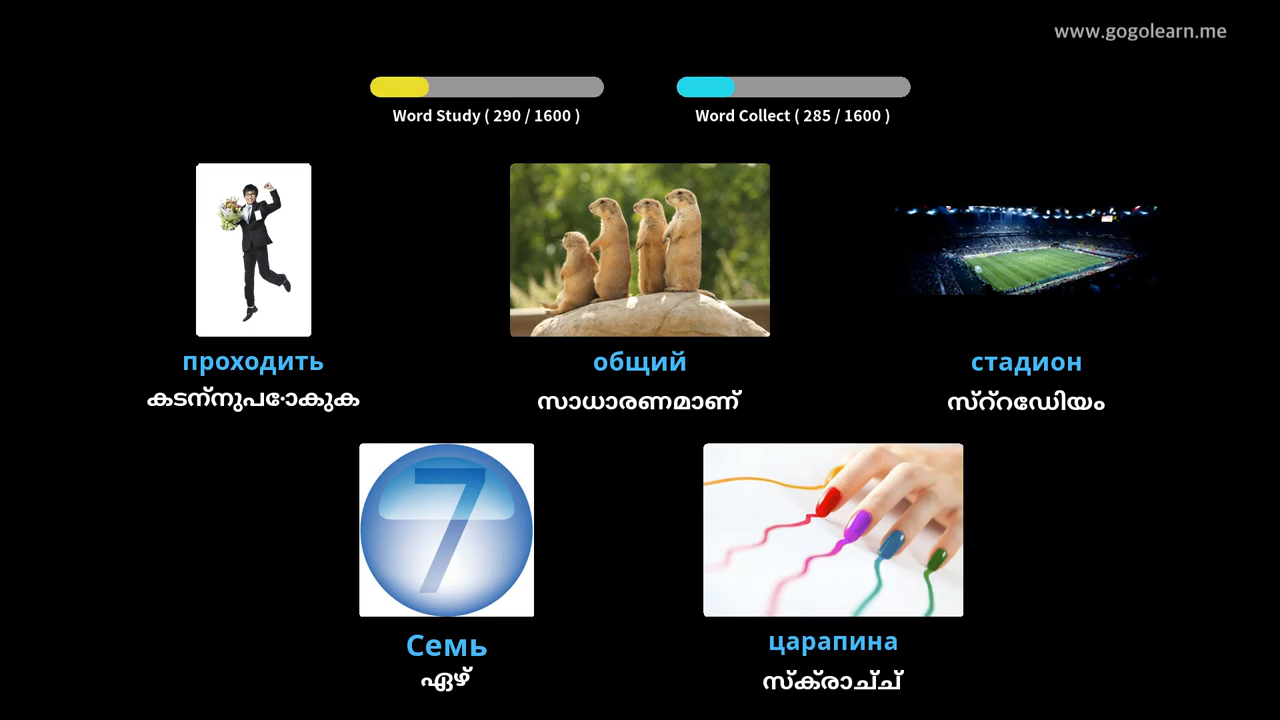 www.gogolearn.me
Word Study ( 290 / 1600 )
Word Collect ( 285 / 1600 )
проходить
общий
стадион
കടന്നുപോകുക
സാധാരണമാണ്
സ്റ്റേഡിയം
7
Семь
царапина
ഏഴ്
സ്ക്രാച്ച്